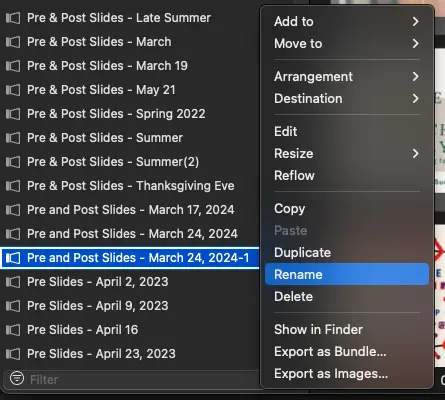 Pre & Post Slides - Late Summer
Pre & Post Slides - March
Pre & Post Slides - March 19
Pre & Post Slides - May 21
Pre & Post Slides - Spring 2022
Pre & Post Slides - Summer
Pre & Post Slides - Summer(2)
Pre & Post Slides - Thanksgiving Eve
Pre and Post Slides - March 17, 2024
Pre and Post Slides - March 24, 2024
Pre and Post Slides - March 24, 2024-1
Pre Slides - April 2, 2023
Pre Slides - April 9, 2023
Pre Slides - April 16
Pre Slides - April 23, 2023
Filter
Add to
Move to
Arrangement
Destination
Edit
Resize
Reflow
Copy
Paste
Duplicate
Rename
Delete
Show in Finder
Export as Bundle...
Export as Images...